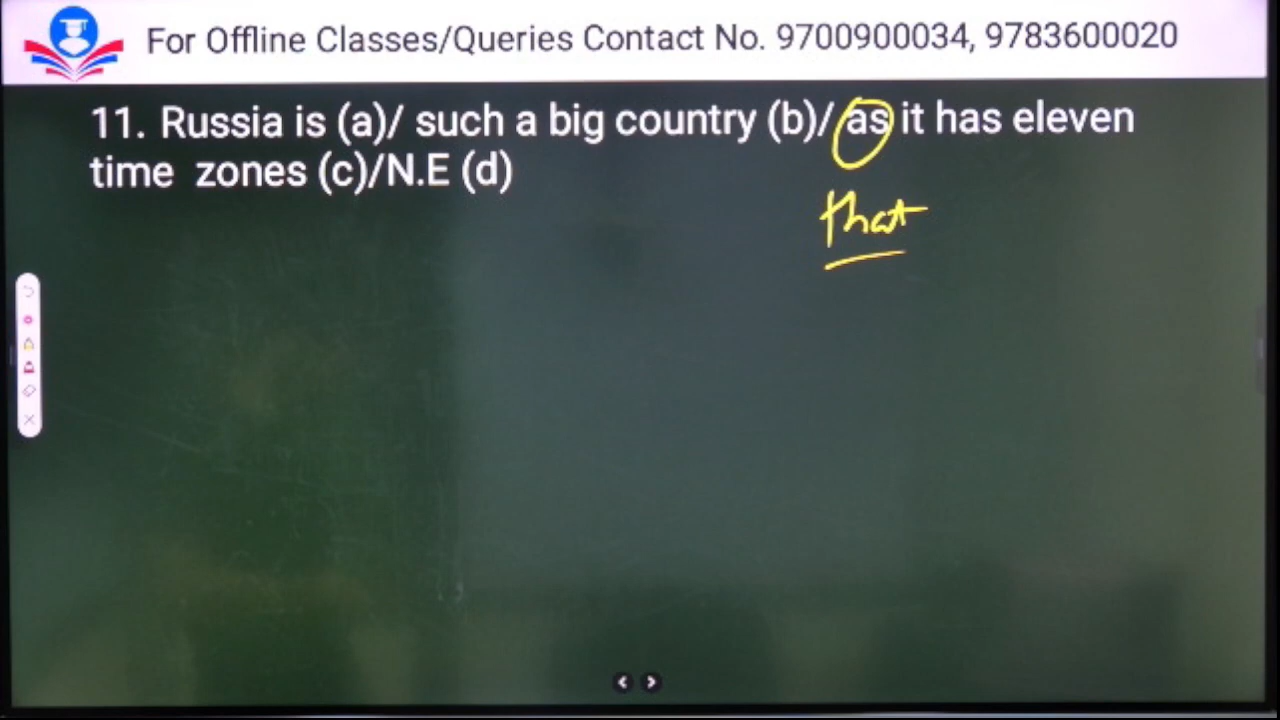 For Offline Classes/Queries Contact No. 9700900034, 9783600020
11. Russia is (a)/ such a big country (b)/ as it has eleven
time zones (c)/N.E (d)
that